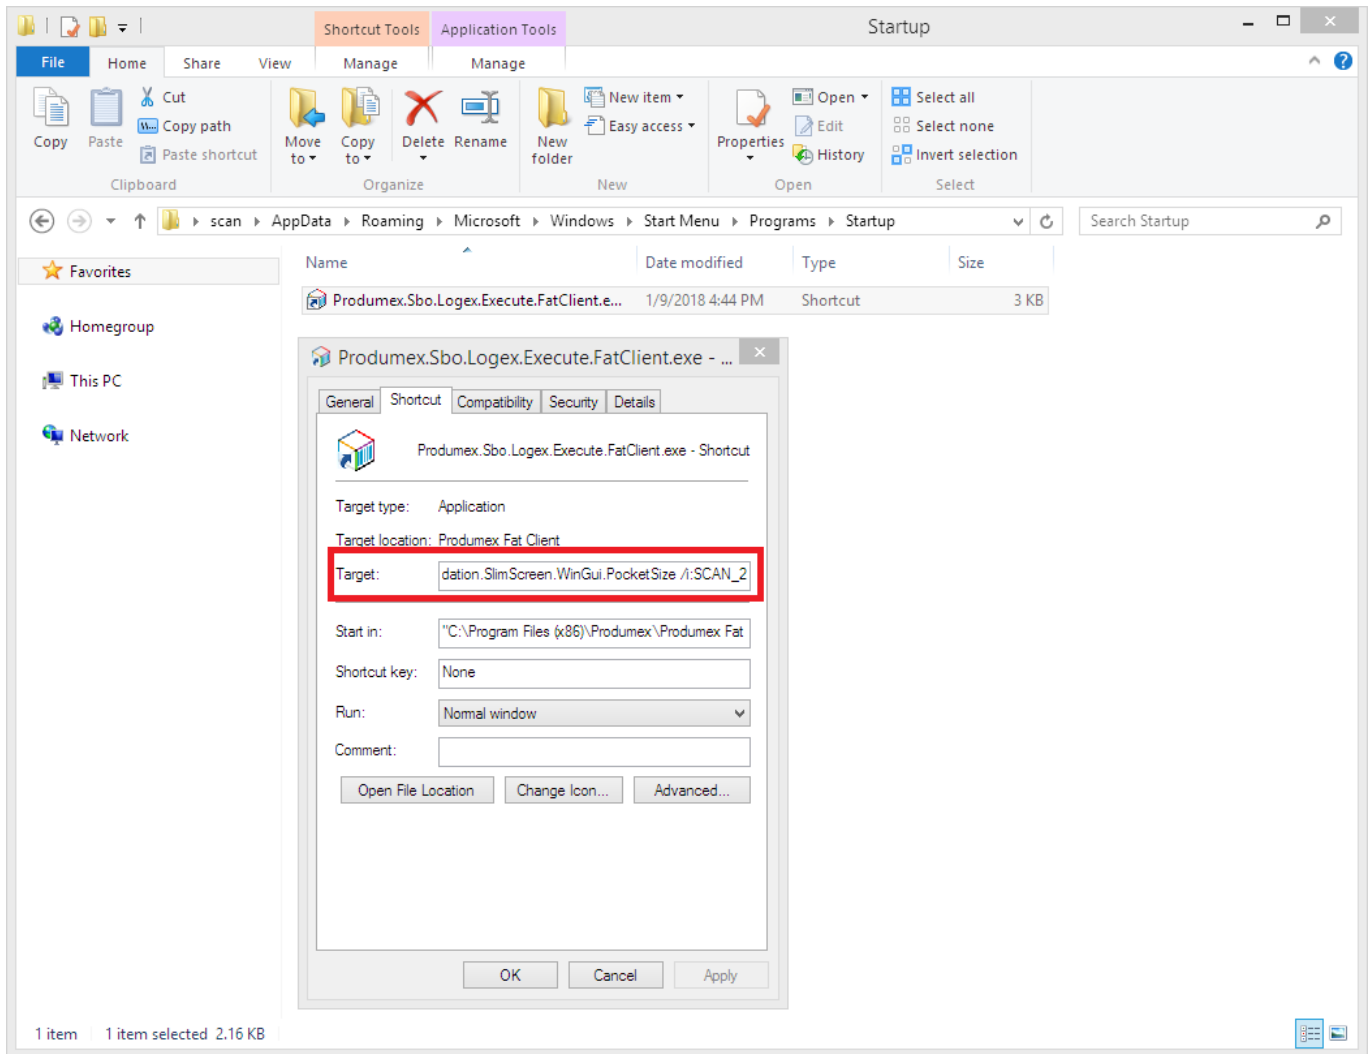 Shortcut Tools Application Tools Startup
File Home Share View Manage Manage
Copy
Paste
Cut
Copy path
Paste shortcut
Clipboard
Move to
Copy to
Delete
Rename
Organize
New folder
New item
Easy access
New
Properties
Open
Edit
History
Open
Select all
Select none
Invert selection
Select
scan AppData Roaming Microsoft Windows Start Menu Programs Startup
Search Startup
Favorites
Homegroup
This PC
Network
Name Date modified Type Size
Produmex.Sbo.Logex.Execute.FatClient.e... 1/9/2018 4:44 PM Shortcut 3 KB
Produmex.Sbo.Logex.Execute.FatClient.exe - ...
General Shortcut Compatibility Security Details
Produmex.Sbo.Logex.Execute.FatClient.exe - Shortcut
Target type: Application
Target location: Produmex Fat Client
Target: dation.SlimScreen.WinGui.PocketSize /i:SCAN_2
Start in: "C:\Program Files (x86)\Produmex\Produmex Fat
Shortcut key: None
Run: Normal window
Comment:
Open File Location Change Icon... Advanced...
OK Cancel Apply
1 item 1 item selected 2.16 KB